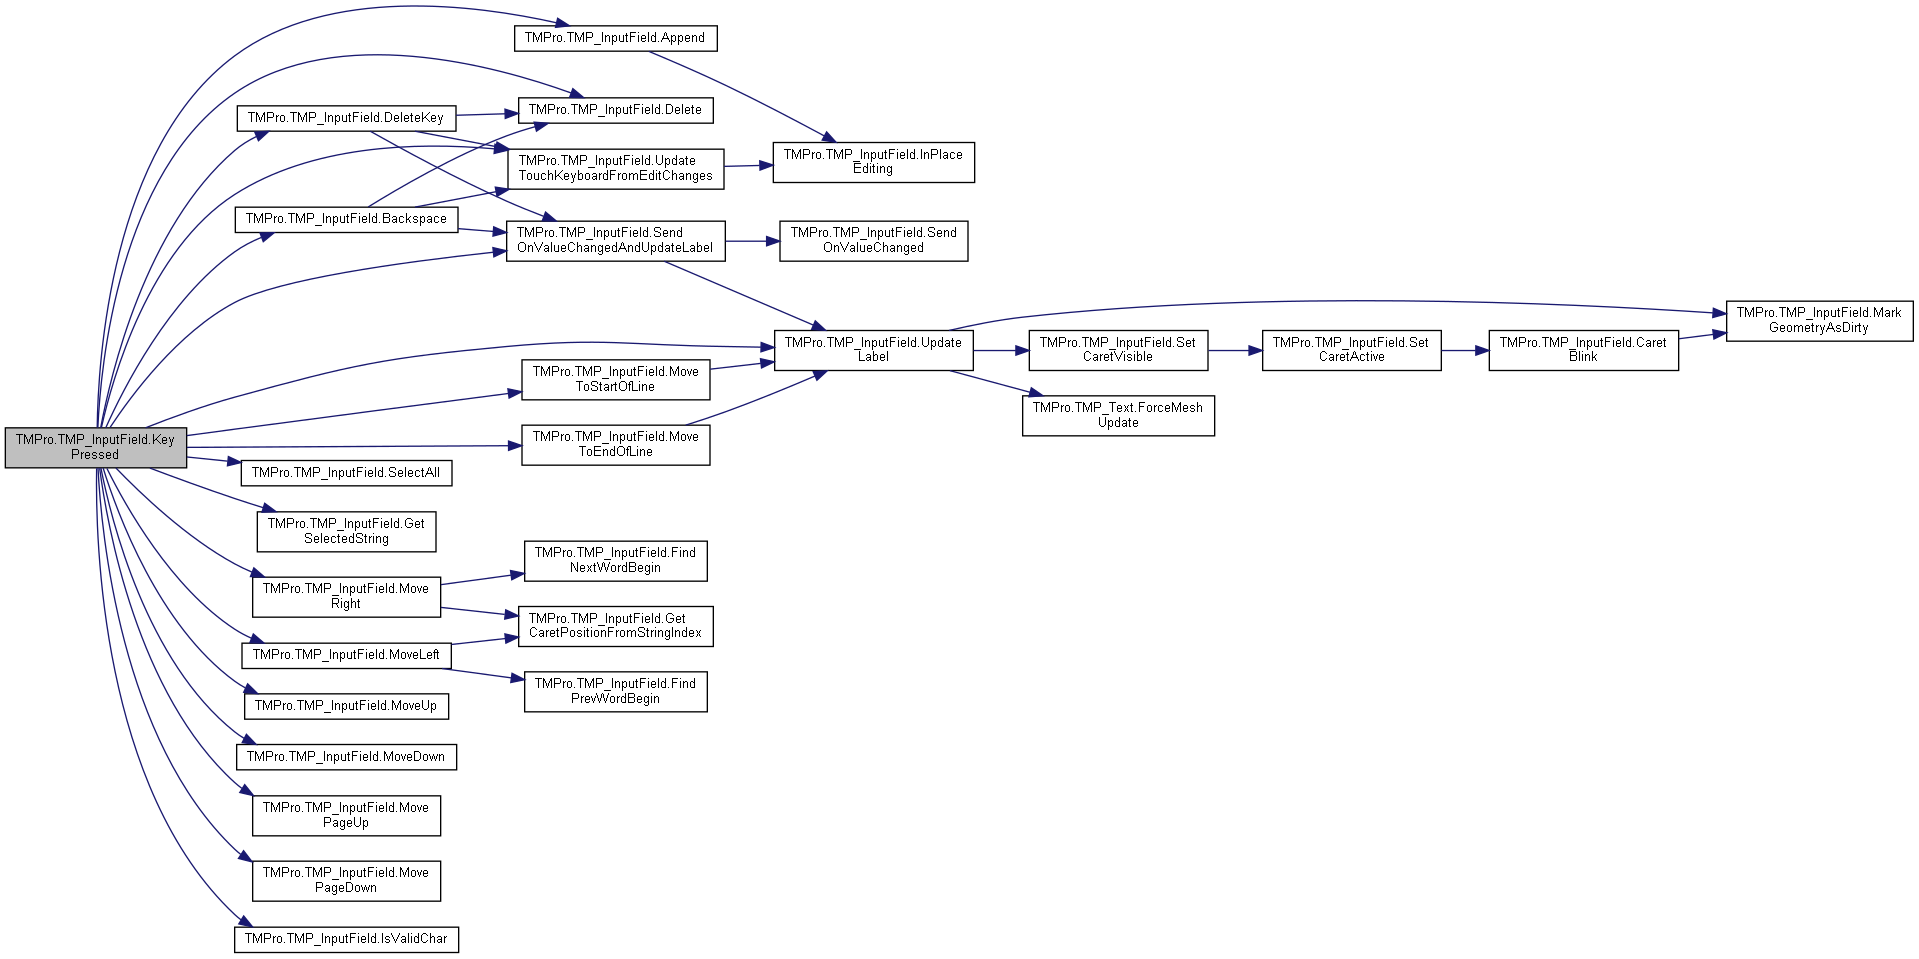 TMPro.TMP_InputField.Key
Pressed
TMPro.TMP_InputField.Append
TMPro.TMP_InputField.Delete
TMPro.TMP_InputField.DeleteKey
TMPro.TMP_InputField.Update
TouchKeyboardFromEditChanges
TMPro.TMP_InputField.InPlace
Editing
TMPro.TMP_InputField.Backspace
TMPro.TMP_InputField.Send
OnValueChangedAndUpdateLabel
TMPro.TMP_InputField.Send
OnValueChanged
TMPro.TMP_InputField.Update
Label
TMPro.TMP_InputField.Set
CaretVisible
TMPro.TMP_InputField.Set
CaretActive
TMPro.TMP_InputField.Caret
Blink
TMPro.TMP_InputField.Mark
GeometryAsDirty
TMPro.TMP_Text.ForceMesh
Update
TMPro.TMP_InputField.Move
ToStartOfLine
TMPro.TMP_InputField.Move
ToEndOfLine
TMPro.TMP_InputField.SelectAll
TMPro.TMP_InputField.Get
SelectedString
TMPro.TMP_InputField.Move
Right
TMPro.TMP_InputField.Find
NextWordBegin
TMPro.TMP_InputField.Get
CaretPositionFromStringIndex
TMPro.TMP_InputField.MoveLeft
TMPro.TMP_InputField.Find
PrevWordBegin
TMPro.TMP_InputField.MoveUp
TMPro.TMP_InputField.MoveDown
TMPro.TMP_InputField.Move
PageUp
TMPro.TMP_InputField.Move
PageDown
TMPro.TMP_InputField.IsValidChar